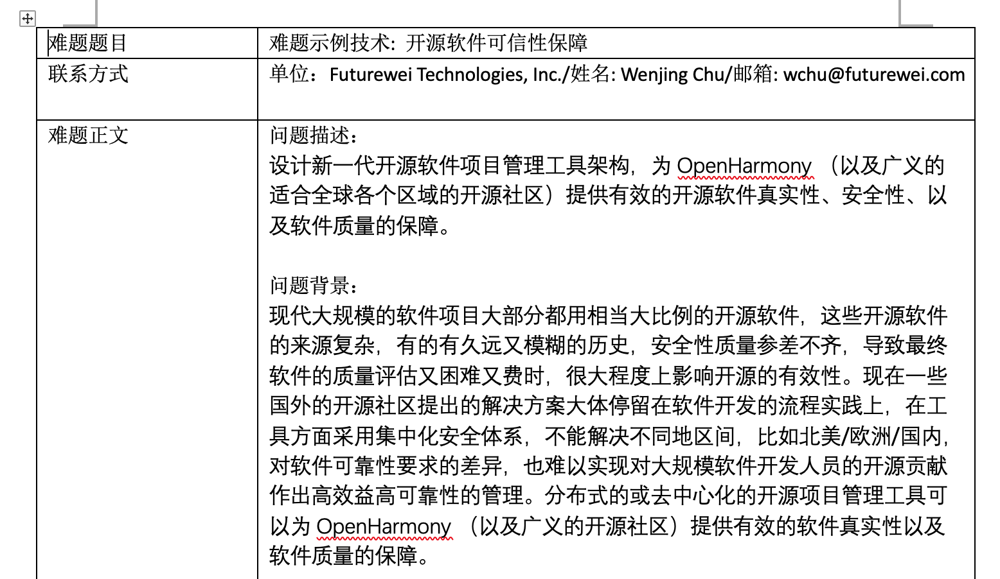 难题题目
难题示例技术: 开源软件可信性保障
联系方式
单位：Futurewei Technologies, Inc./姓名: Wenjing Chu/邮箱: wchu@futurewei.com
难题正文
问题描述：
设计新一代开源软件项目管理工具架构，为 OpenHarmony （以及广义的
适合全球各个区域的开源社区）提供有效的开源软件真实性、安全性、以
及软件质量的保障。
问题背景：
现代大规模的软件项目大部分都用相当大比例的开源软件，这些开源软件
的来源复杂，有的有久远又模糊的历史，安全性质量参差不齐，导致最终
软件的质量评估又困难又费时，很大程度上影响开源的有效性。现在一些
国外的开源社区提出的解决方案大体停留在软件开发的流程实践上，在工
具方面采用集中化安全体系，不能解决不同地区间，比如北美/欧洲/国内，
对软件可靠性要求的差异，也难以实现对大规模软件开发人员的开源贡献
作出高效益高可靠性的管理。分布式的或去中心化的开源项目管理工具可
以为 OpenHarmony （以及广义的开源社区）提供有效的软件真实性以及
软件质量的保障。